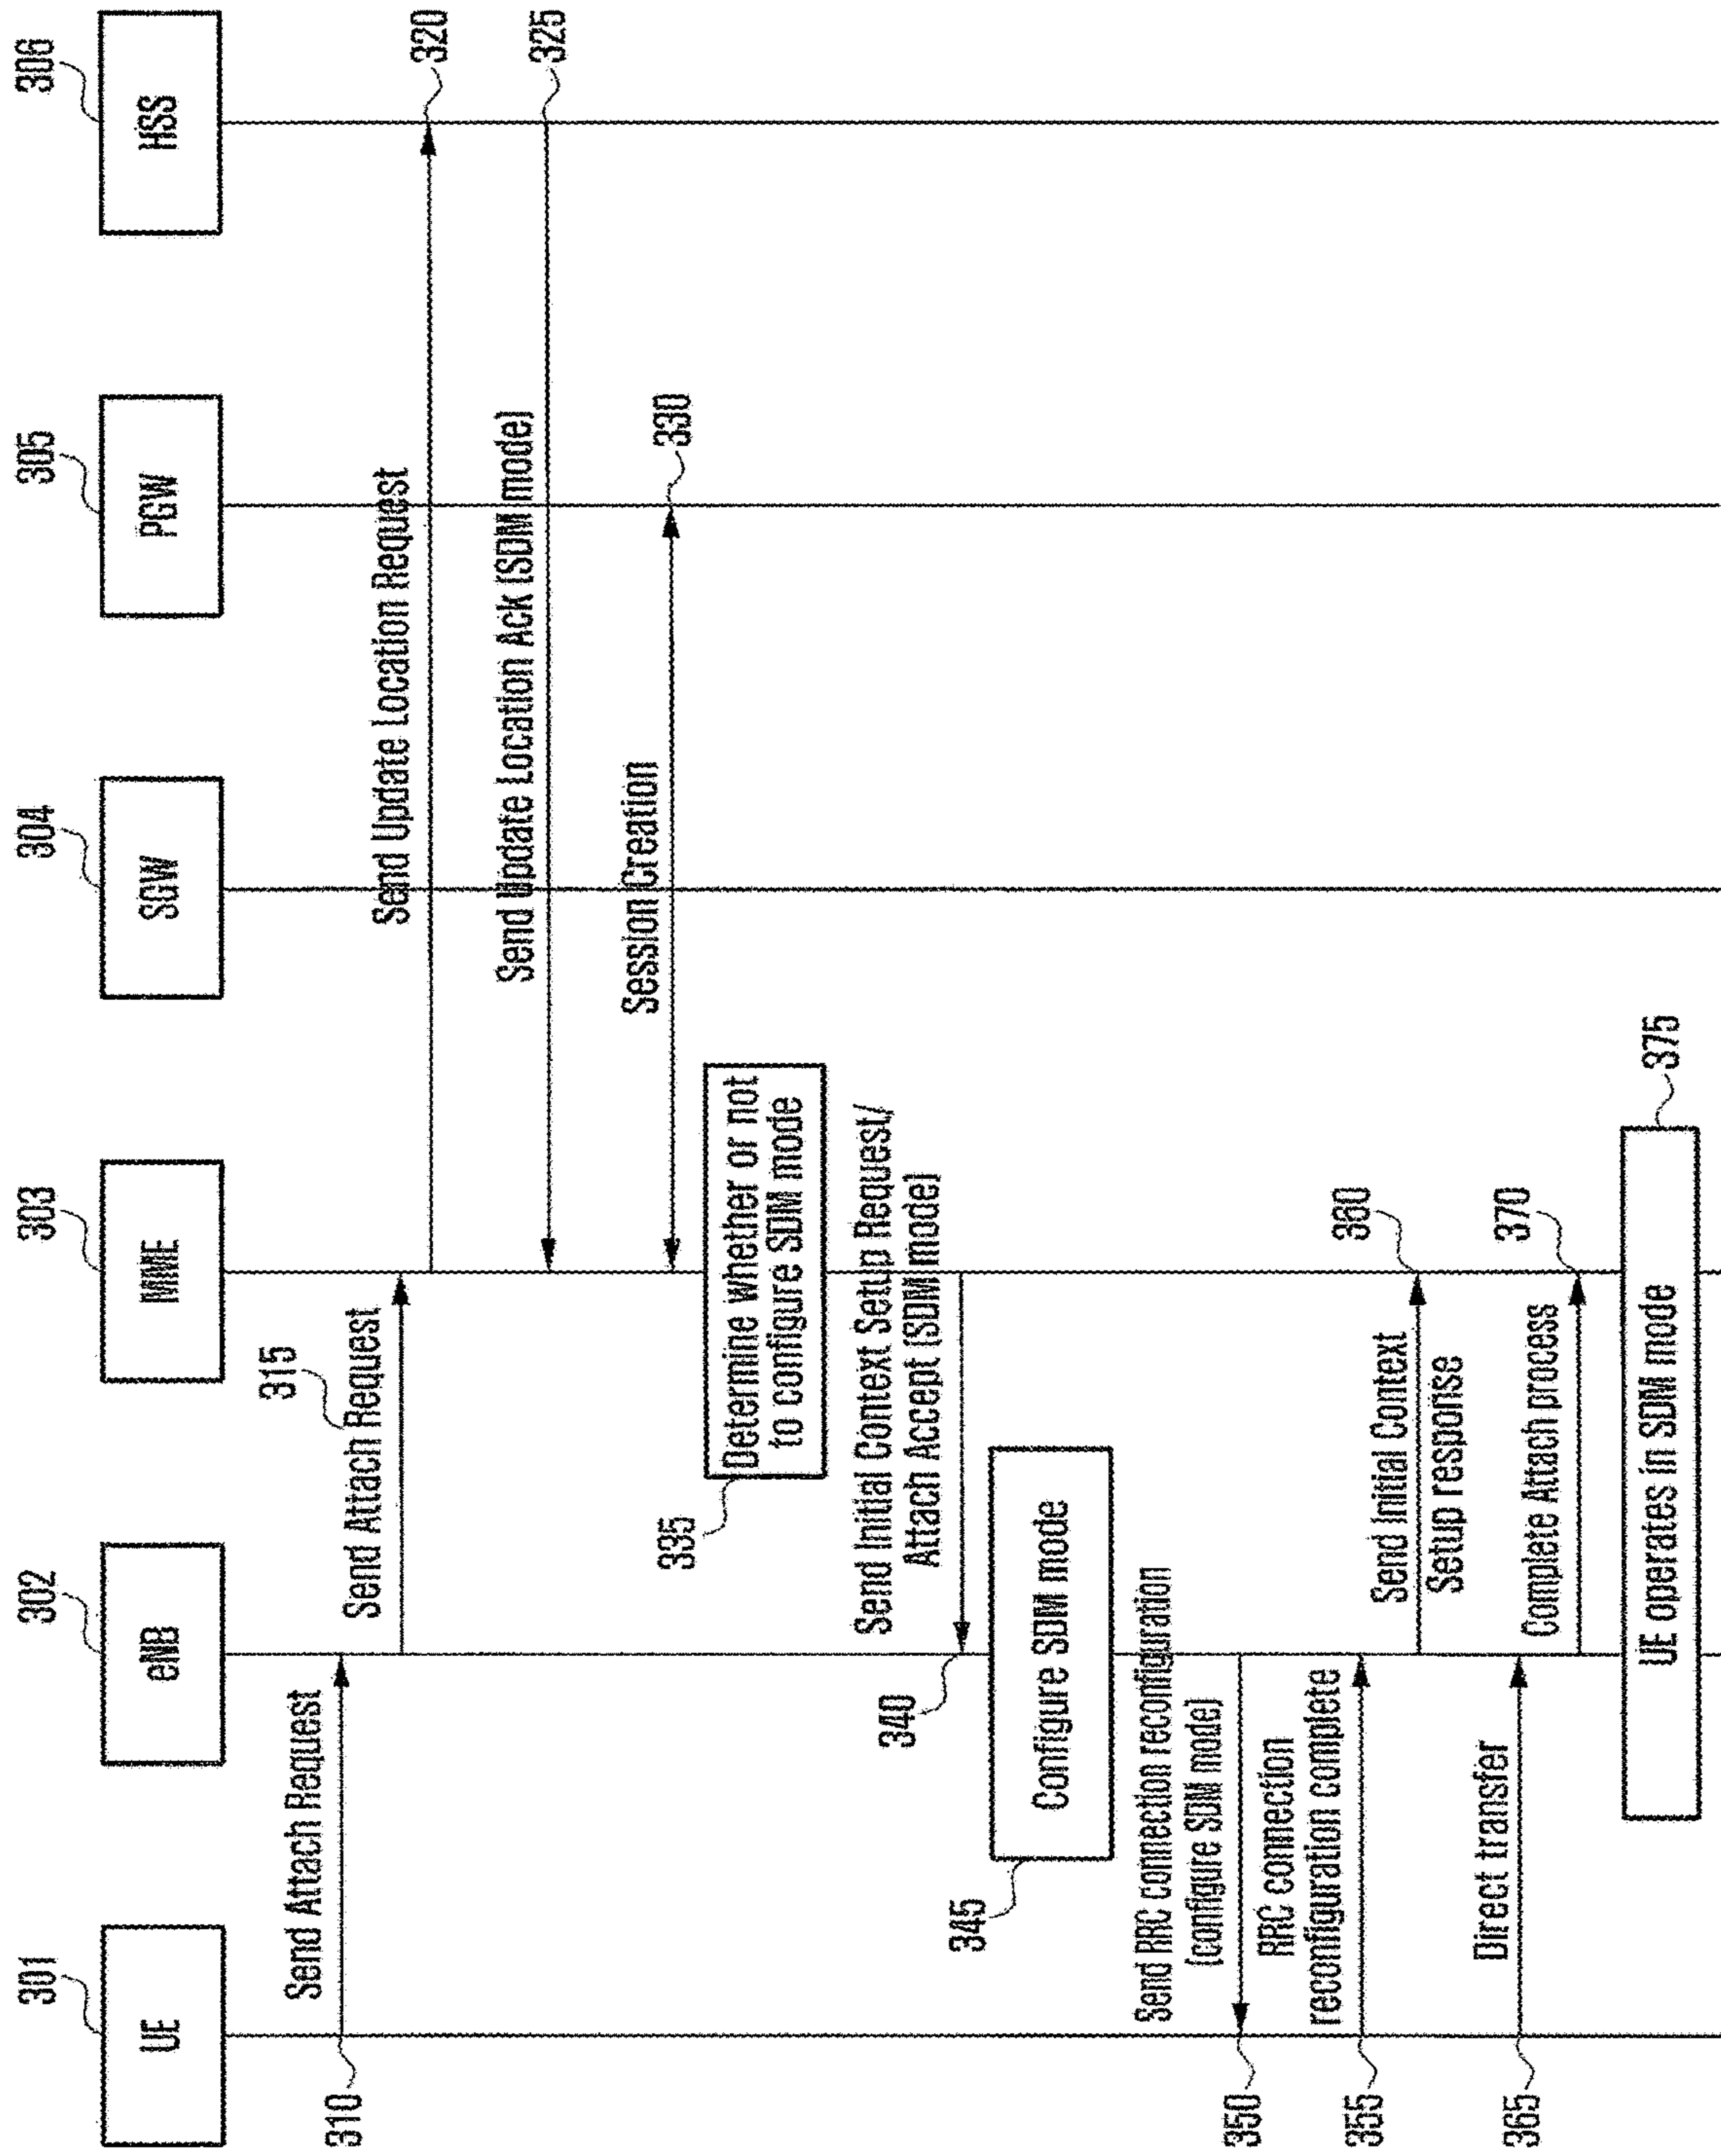 301
302
303
304
305
306
UE
eNB
MME
SGW
PGW
HSS
310
Send Attach Request
315
Send Attach Request
Send Update Location Request
320
Send Update Location Ack (SDM mode)
325
Session Creation
330
335
Determine whether or not
to configure SDM mode
Send Initial Context Setup Request/
Attach Accept (SDM mode)
340
345
Configure SDM mode
Send RRC connection reconfiguration
(configure SDM mode)
350
RRC connection
reconfiguration complete
355
Send Initial Context
Setup response
360
Direct transfer
365
Complete Attach process
370
UE operates in SDM mode
375